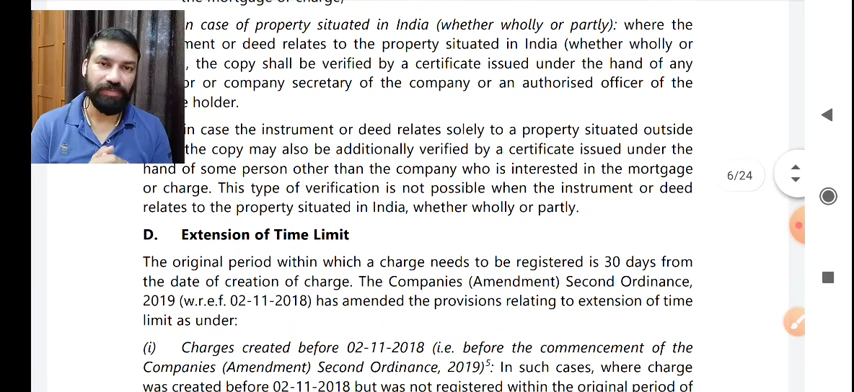 the mortgage or charge;
n case of property situated in India (whether wholly or partly): where the
ment or deed relates to the property situated in India (whether wholly or
, the copy shall be verified by a certificate issued under the hand of any
or or company secretary of the company or an authorised officer of the
e holder.
in case the instrument or deed relates solely to a property situated outside
the copy may also be additionally verified by a certificate issued under the
hand of some person other than the company who is interested in the mortgage
or charge. This type of verification is not possible when the instrument or deed
relates to the property situated in India, whether wholly or partly.
6/24
D. Extension of Time Limit
The original period within which a charge needs to be registered is 30 days from
the date of creation of charge. The Companies (Amendment) Second Ordinance,
2019 (w.r.e.f. 02-11-2018) has amended the provisions relating to extension of time
limit as under:
(i) Charges created before 02-11-2018 (i.e. before the commencement of the
Companies (Amendment) Second Ordinance, 2019)⁵: In such cases, where charge
was created before 02-11-2018 but was not registered within the original period of